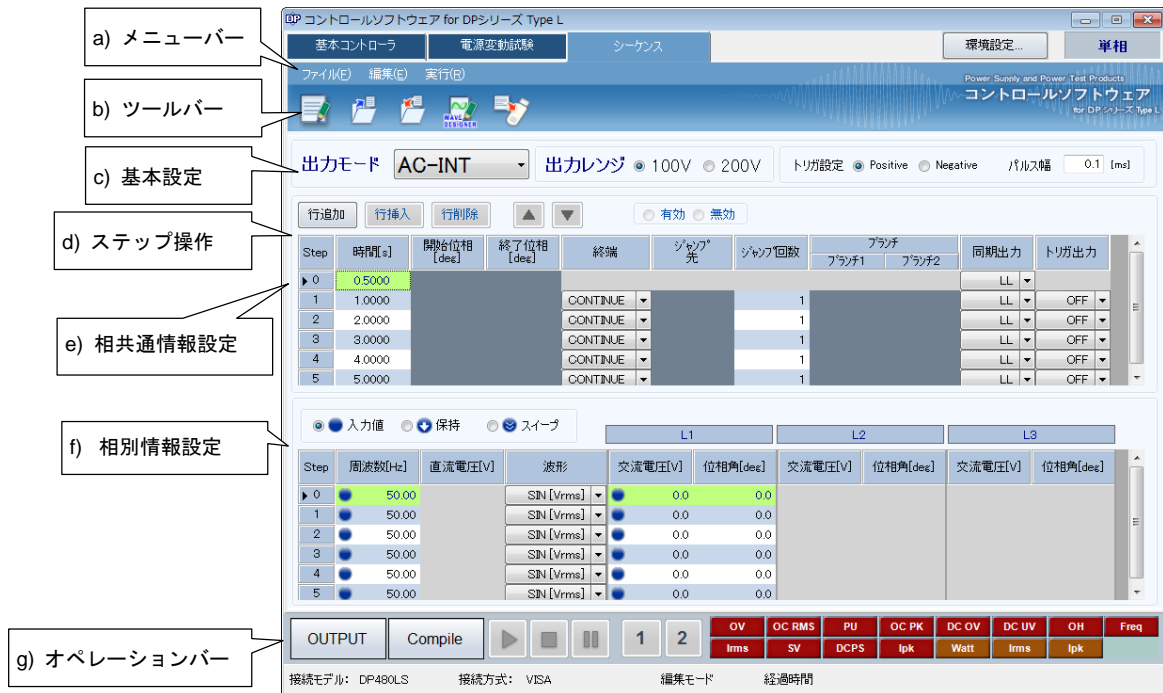 a) メニューバー
b) ツールバー
c) 基本設定
d) ステップ操作
e) 相共通情報設定
f) 相別情報設定
g) オペレーションバー
DP コントロールソフトウェア for DPシリーズ Type L
基本コントローラ 電源変動試験 シーケンス 環境設定... 単相
ファイル(F) 編集(E) 実行(R)
Power Supply and Power Test Products
コントロールソフトウェア
for DP シリーズ Type L
WAVE DESIGNER
出力モード AC-INT 出力レンジ 100V 200V トリガ設定 Positive Negative パルス幅 0.1 [ms]
行追加 行挿入 行削除 有効 無効
Step 時間[s] 開始位相[deg] 終了位相[deg] 終端 ジャンプ先 ジャンプ回数 ブランチ ブランチ1 ブランチ2 同期出力 トリガ出力
0 0.5000 LL
1 1.0000 CONTINUE 1 LL OFF
2 2.0000 CONTINUE 1 LL OFF
3 3.0000 CONTINUE 1 LL OFF
4 4.0000 CONTINUE 1 LL OFF
5 5.0000 CONTINUE 1 LL OFF
入力値 保持 スイープ
L1 L2 L3
Step 周波数[Hz] 直流電圧[V] 波形 交流電圧[V] 位相角[deg] 交流電圧[V] 位相角[deg] 交流電圧[V] 位相角[deg]
0 50.00 SIN [Vrms] 0.0 0.0
1 50.00 SIN [Vrms] 0.0 0.0
2 50.00 SIN [Vrms] 0.0 0.0
3 50.00 SIN [Vrms] 0.0 0.0
4 50.00 SIN [Vrms] 0.0 0.0
5 50.00 SIN [Vrms] 0.0 0.0
OUTPUT Compile 1 2
OV OC RMS PU OC PK DC OV DC UV OH Freq
Irms SV DCPS Ipk Watt Irms Ipk
接続モデル: DP480LS 接続方式: VISA 編集モード 経過時間